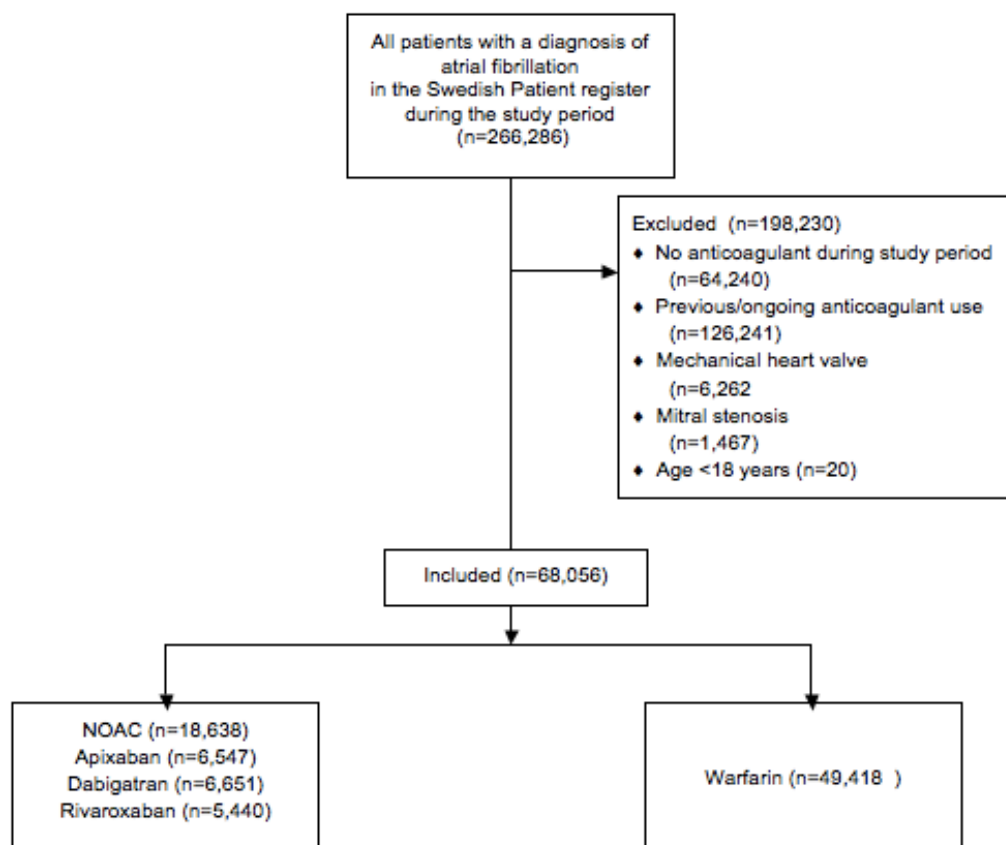 All patients with a diagnosis of
atrial fibrillation
in the Swedish Patient register
during the study period
(n=266,286)
Excluded (n=198,230)
♦ No anticoagulant during study period
(n=64,240)
♦ Previous/ongoing anticoagulant use
(n=126,241)
♦ Mechanical heart valve
(n=6,262
♦ Mitral stenosis
(n=1,467)
♦ Age <18 years (n=20)
Included (n=68,056)
NOAC (n=18,638)
Apixaban (n=6,547)
Dabigatran (n=6,651)
Rivaroxaban (n=5,440)
Warfarin (n=49,418 )